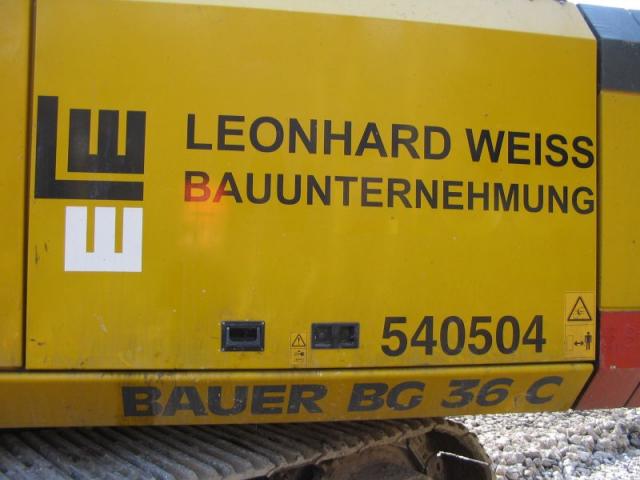 LEONHARD WEISS
BAUUNTERNEHMUNG
540504
BAUER BG 36 C